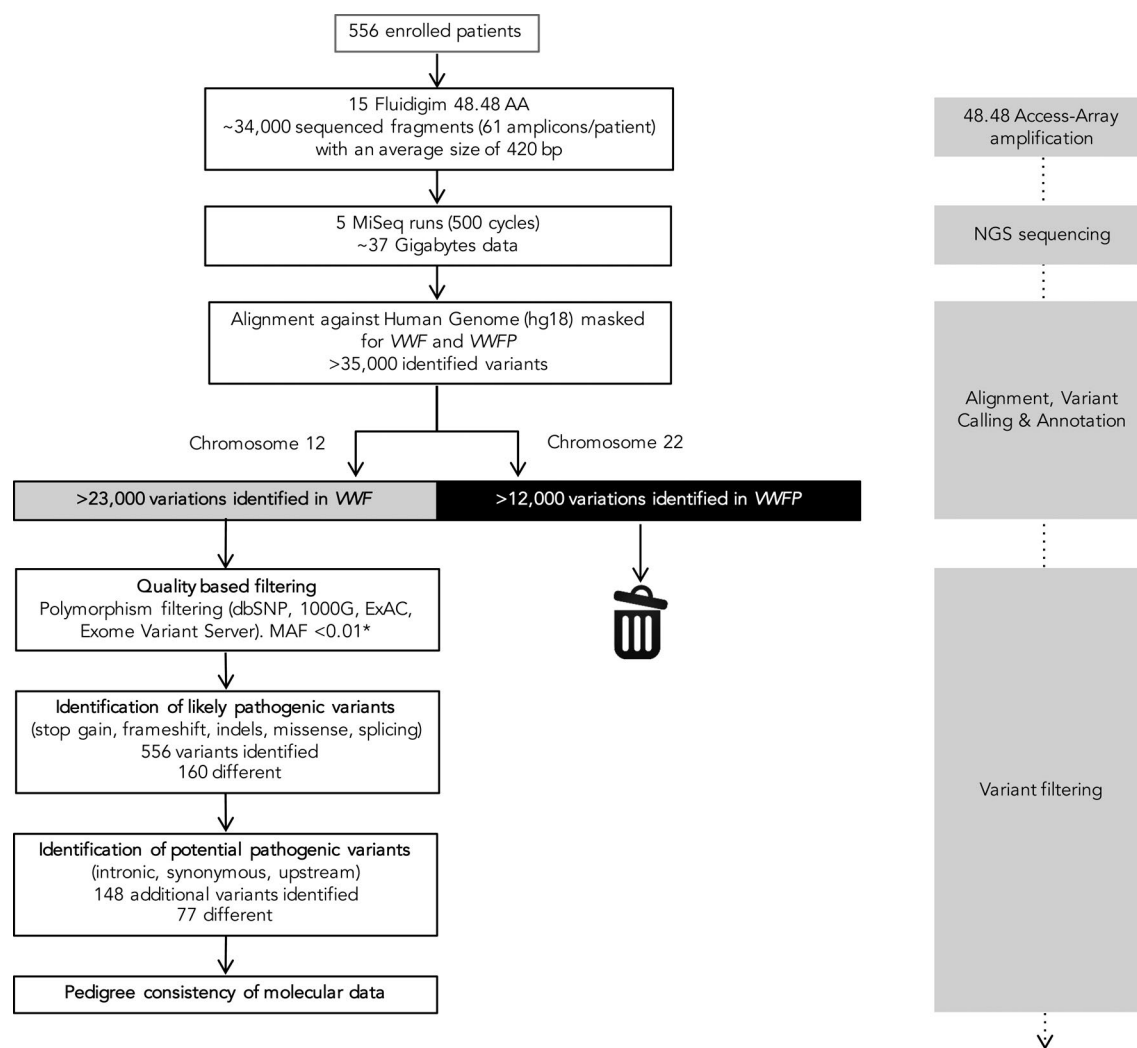 556 enrolled patients
15 Fluidigim 48.48 AA
~34,000 sequenced fragments (61 amplicons/patient)
with an average size of 420 bp
48.48 Access-Array
amplification
5 MiSeq runs (500 cycles)
~37 Gigabytes data
NGS sequencing
Alignment against Human Genome (hg18) masked
for VWF and VWFP
>35,000 identified variants
Alignment, Variant
Calling & Annotation
Chromosome 12
Chromosome 22
>23,000 variations identified in VWF
>12,000 variations identified in VWFP
Quality based filtering
Polymorphism filtering (dbSNP, 1000G, ExAC,
Exome Variant Server). MAF <0.01*
Identification of likely pathogenic variants
(stop gain, frameshift, indels, missense, splicing)
556 variants identified
160 different
Variant filtering
Identification of potential pathogenic variants
(intronic, synonymous, upstream)
148 additional variants identified
77 different
Pedigree consistency of molecular data